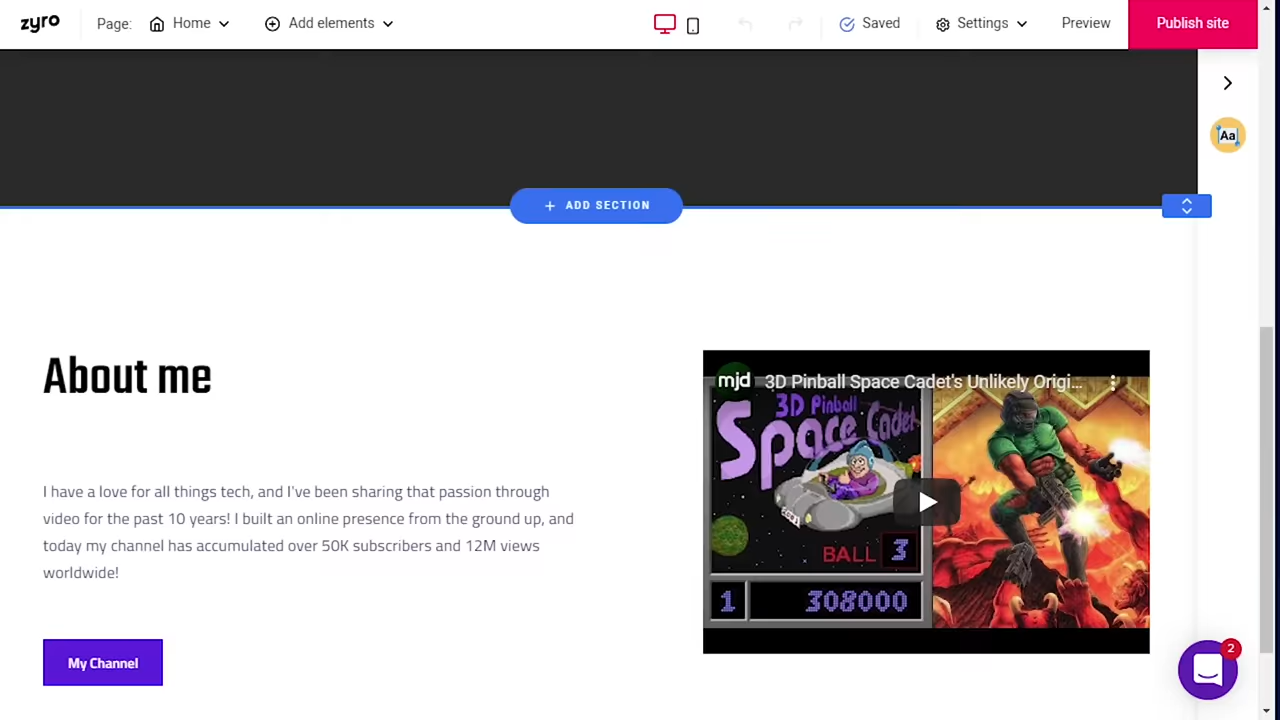 zyro
Page: Home
Add elements
Saved
Settings
Preview
Publish site
Aa
+ ADD SECTION
About me
I have a love for all things tech, and I've been sharing that passion through
video for the past 10 years! I built an online presence from the ground up, and
today my channel has accumulated over 50K subscribers and 12M views
worldwide!
My Channel
mjd
3D Pinball Space Cadet's Unlikely Origi...
3D Pinball
Space Cadet
BALL 3
1 308000
2